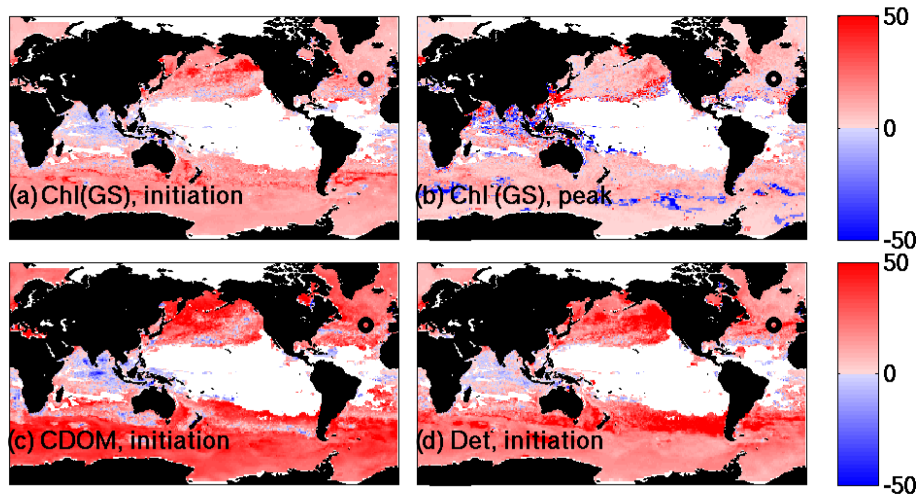 50
0
-50
(a) Chl(GS), initiation
(b) Chl (GS), peak
50
0
-50
(c) CDOM, initiation
(d) Det, initiation